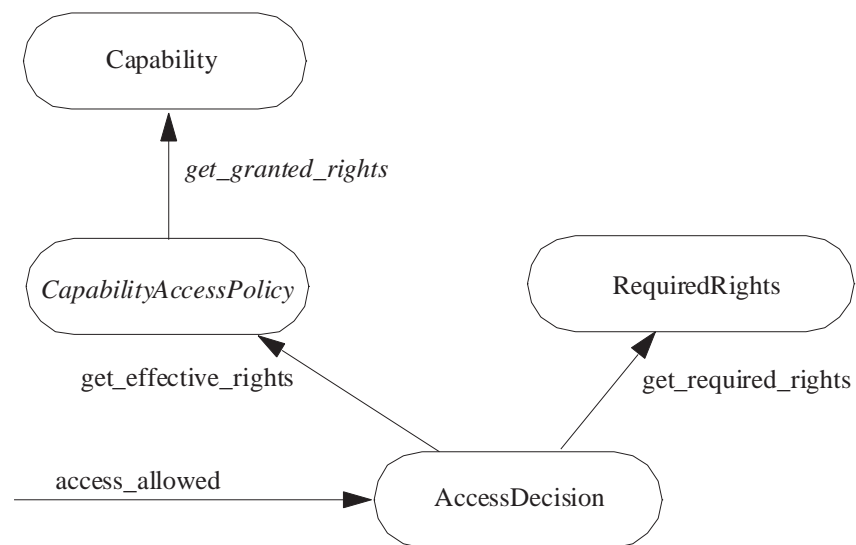 Capability
get_granted_rights
CapabilityAccessPolicy
RequiredRights
get_effective_rights
get_required_rights
access_allowed
AccessDecision